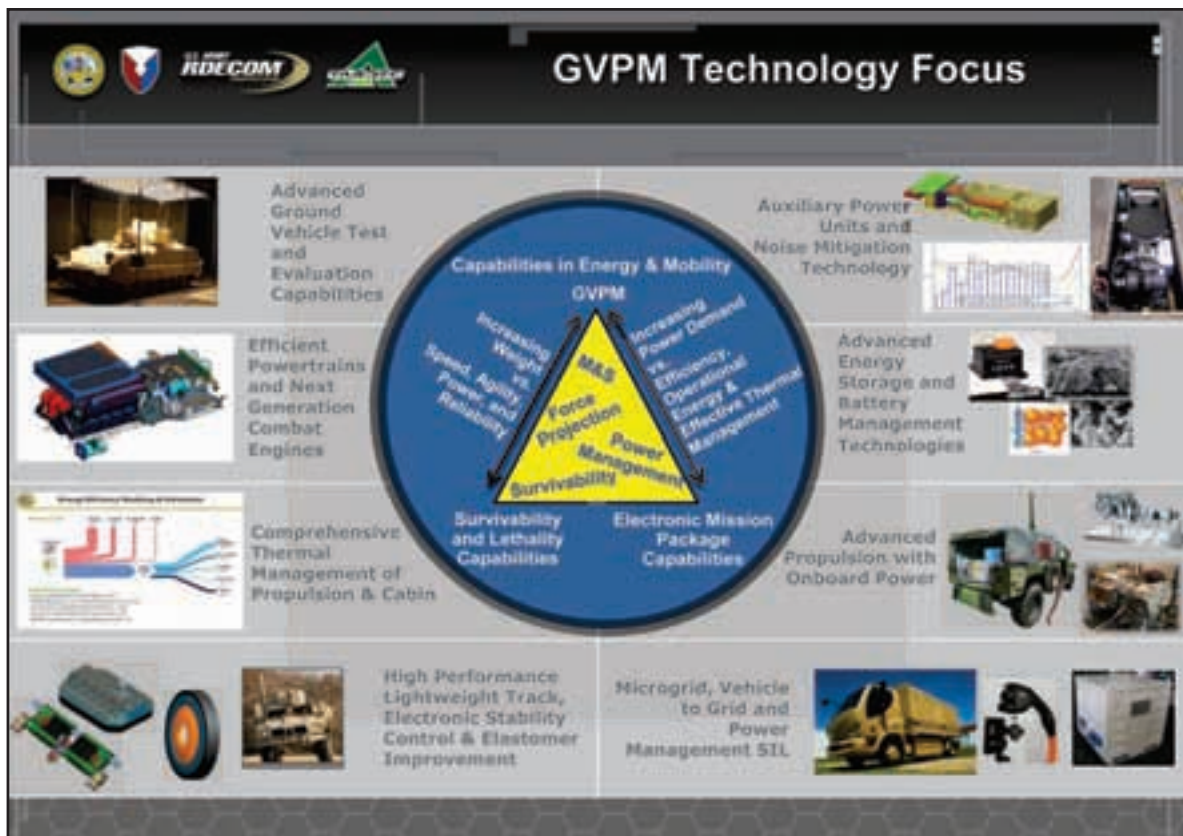 U.S. ARMY
RDECOM
GVPM Technology Focus
Advanced
Ground
Vehicle Test
and
Evaluation
Capabilities
Efficient
Powertrains
and Next
Generation
Combat
Engines
Comprehensive
Thermal
Management of
Propulsion & Cabin
High Performance
Lightweight Track,
Electronic Stability
Control & Elastomer
Improvement
Capabilities in Energy & Mobility
GVPM
Increasing
Weight
vs.
Speed, Agility,
Power, and
Reliability
Increasing
Power Demand
vs.
Efficiency,
Operational
Energy &
Effective Thermal
Management
M&S
Force
Projection
Power
Management
Survivability
Survivability
and Lethality
Capabilities
Electronic Mission
Package
Capabilities
Auxiliary Power
Units and
Noise Mitigation
Technology
Advanced
Energy
Storage and
Battery
Management
Technologies
Advanced
Propulsion with
Onboard Power
Microgrid, Vehicle
to Grid and
Power
Management SIL